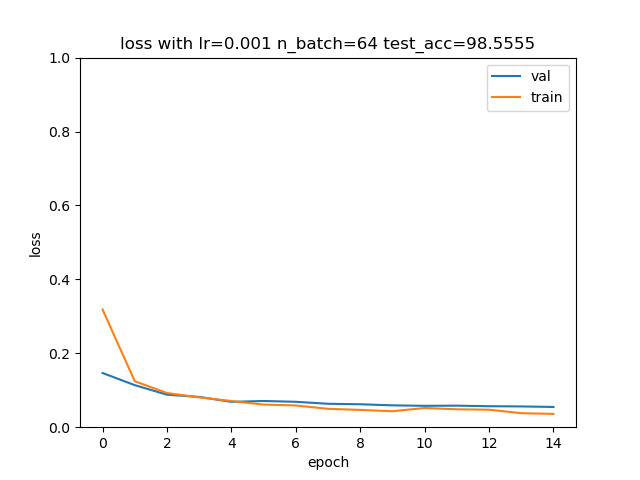 loss with lr=0.001 n_batch=64 test_acc=98.5555
val
train
1.0
0.8
0.6
0.4
0.2
0.0
loss
0 2 4 6 8 10 12 14
epoch